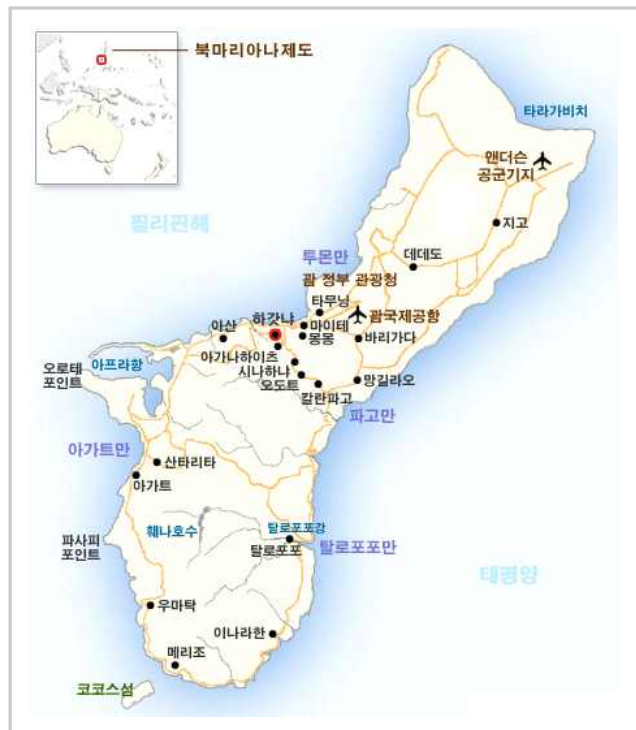 북마리아나제도
타라가비치
앤더슨
공군기지
필리핀해
지고
투몬만
데데도
괌 정부 관광청
타무닝
괌국제공항
하갓냐
아산
마이테
몽몽
바리가다
아가나하이츠
아프라항
시나하냐
오로테
포인트
오도트
망길라오
칼란파고
파고만
아가트만
산타리타
아가트
훼나호수
탈로포포강
파사피
포인트
탈로포포
탈로포포만
태평양
우마탁
이나라한
메리조
코코스섬